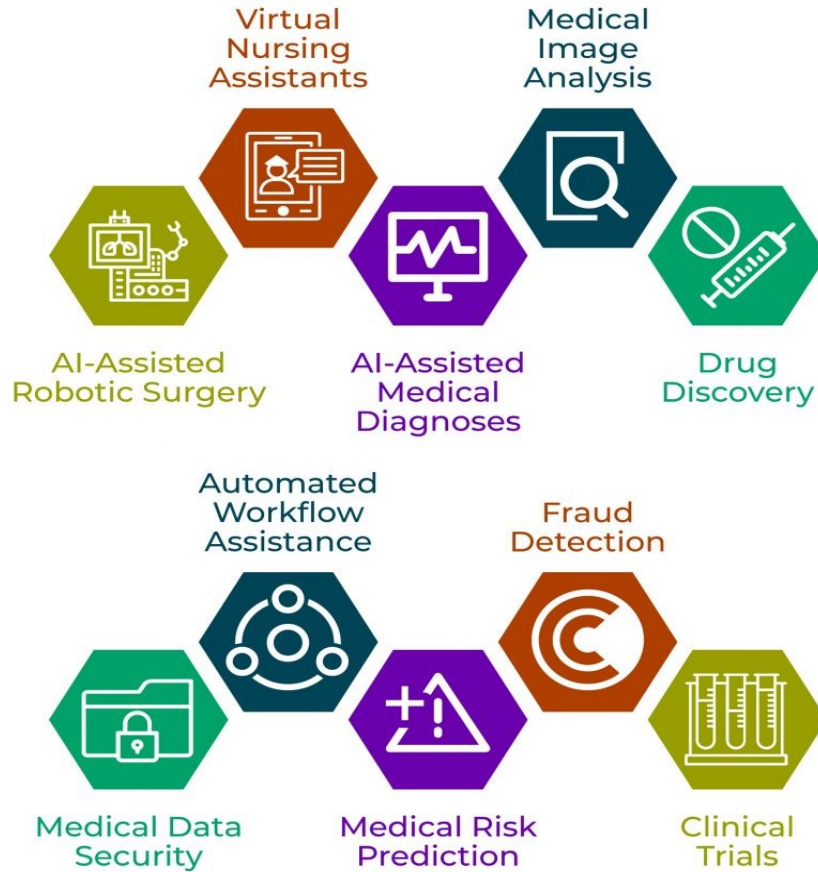 Virtual
Nursing
Assistants
Medical
Image
Analysis
AI-Assisted
Robotic Surgery
AI-Assisted
Medical
Diagnoses
Drug
Discovery
Automated
Workflow
Assistance
Fraud
Detection
Medical Data
Security
Medical Risk
Prediction
Clinical
Trials